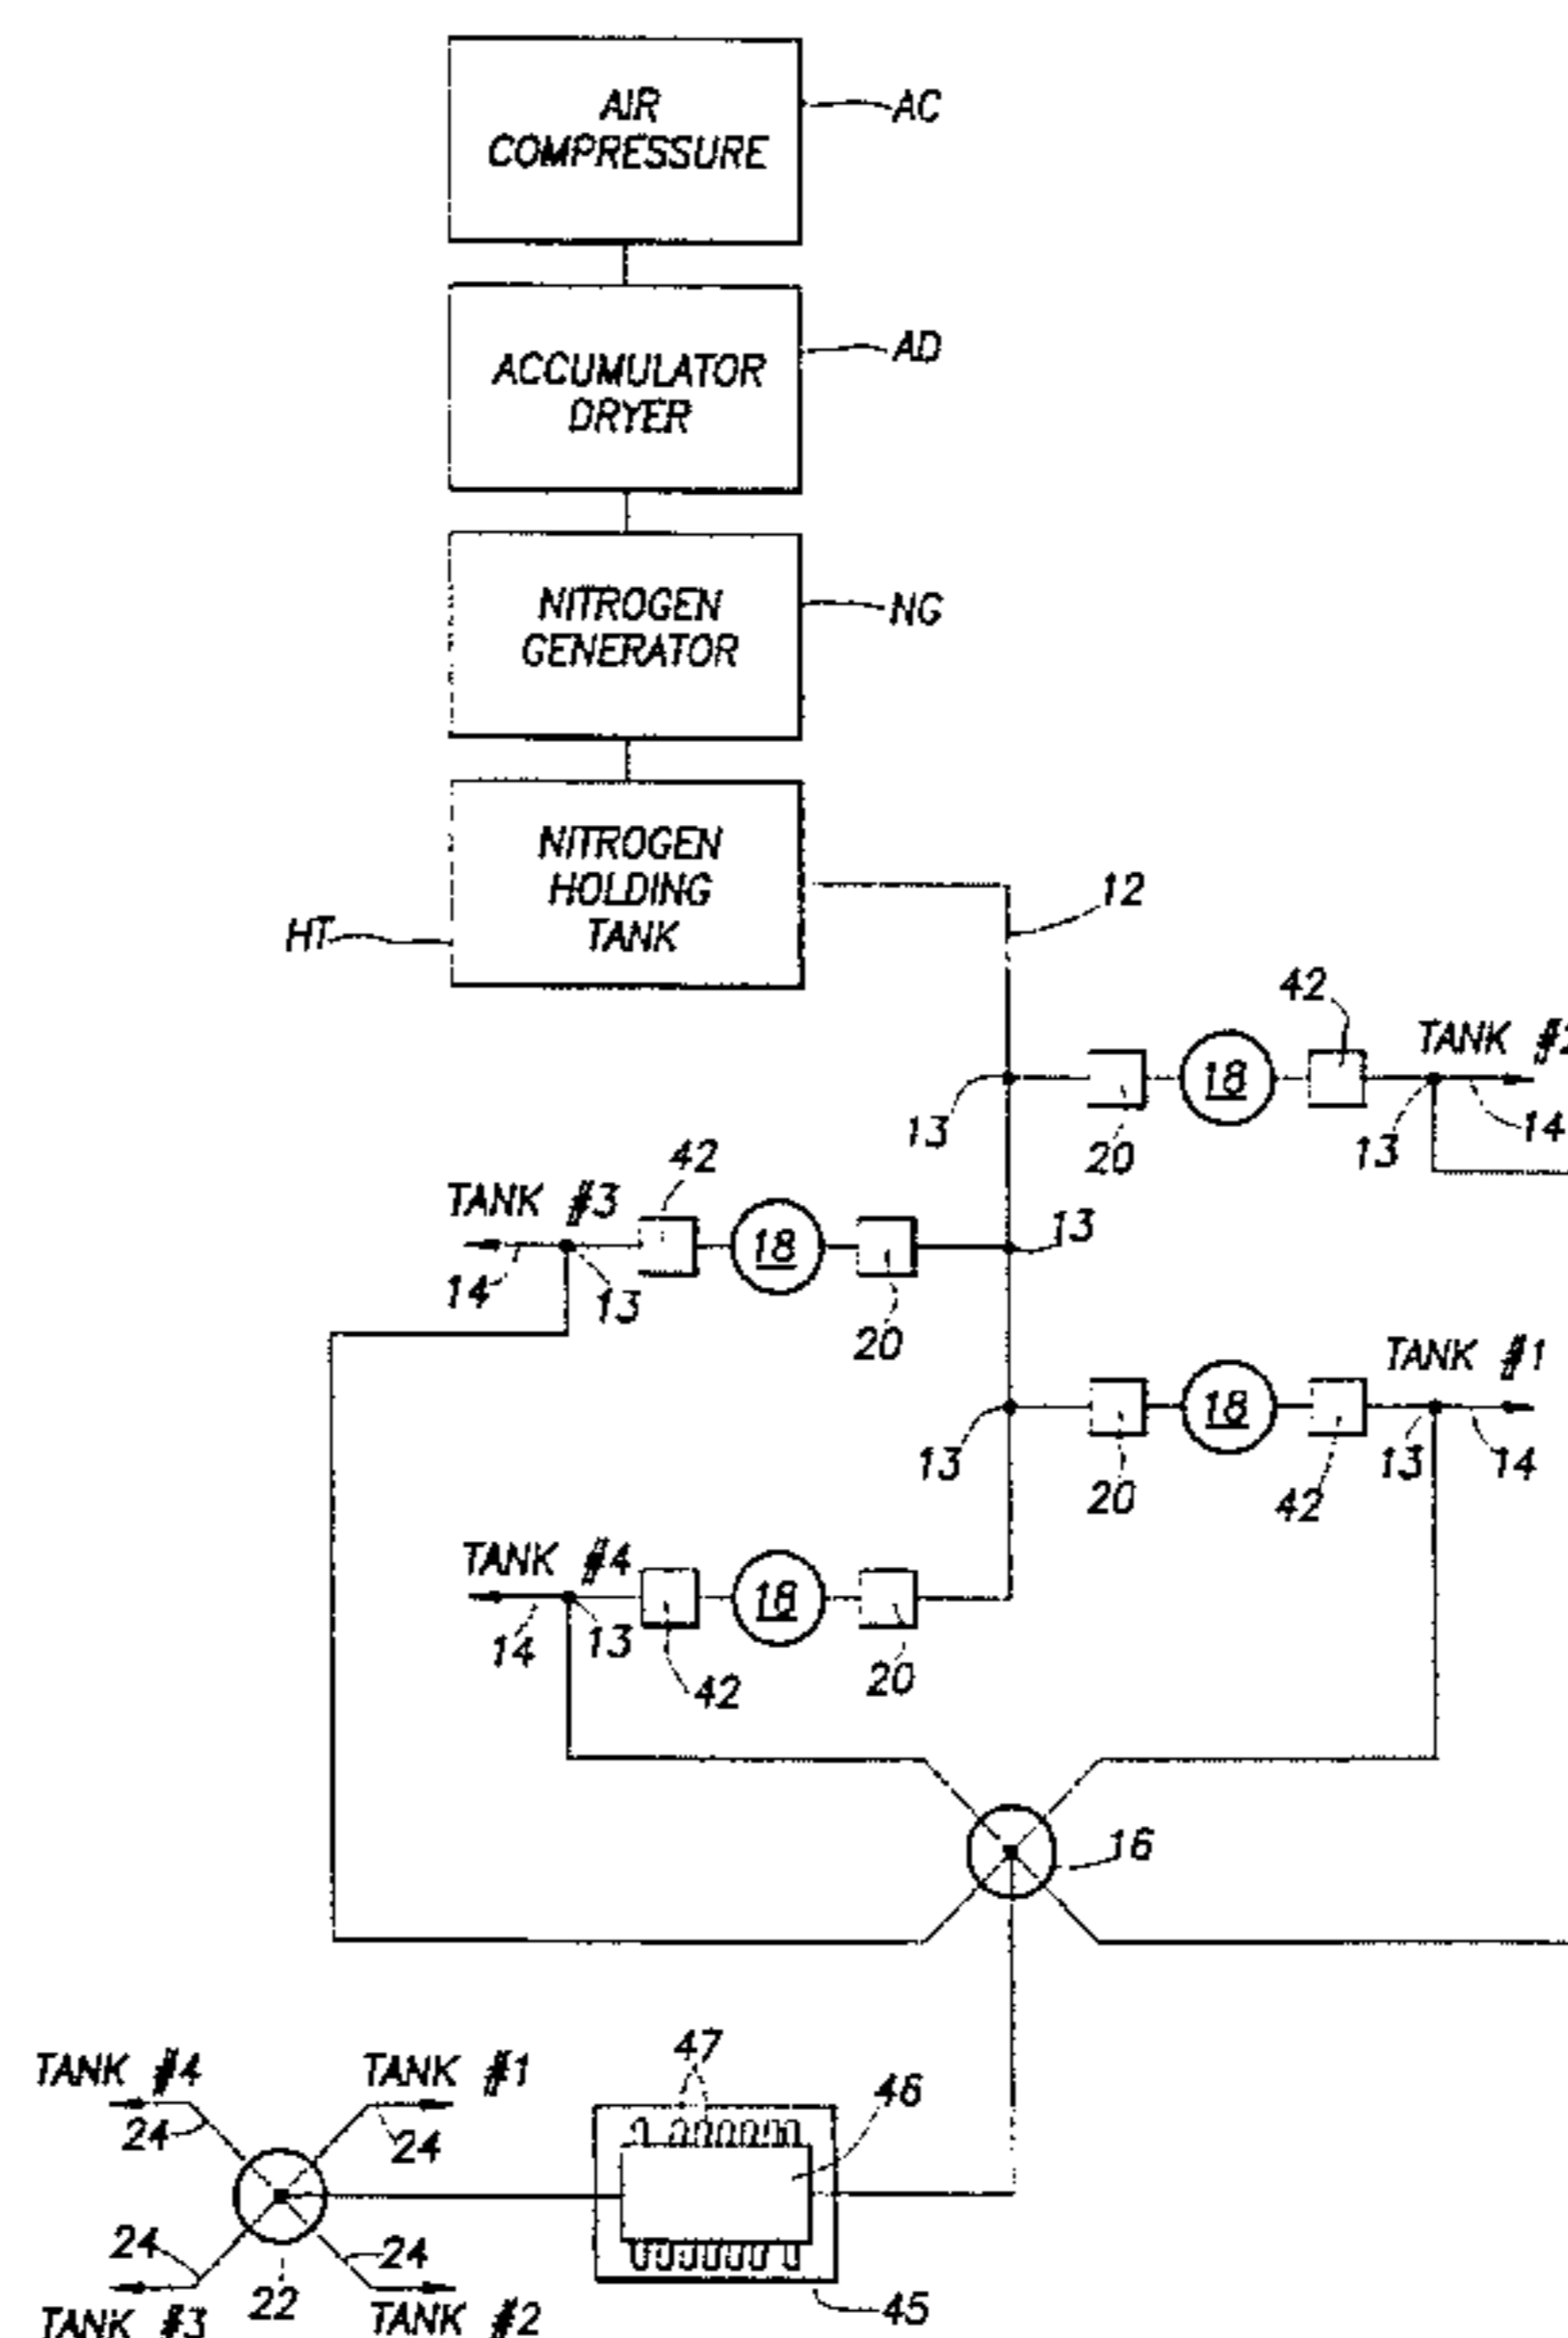 AIR
COMPRESSURE
AC
ACCUMULATOR
DRYER
AD
NITROGEN
GENERATOR
NG
NITROGEN
HOLDING
TANK
HT
12
42
TANK #2
18
13
20
13
14
42
TANK #3
18
13
14
13
20
TANK #1
18
13
20
42
13
14
TANK #4
18
14
13
42
20
16
47
46
TANK #4
TANK #1
24
24
24
24
22
TANK #3
TANK #2
45